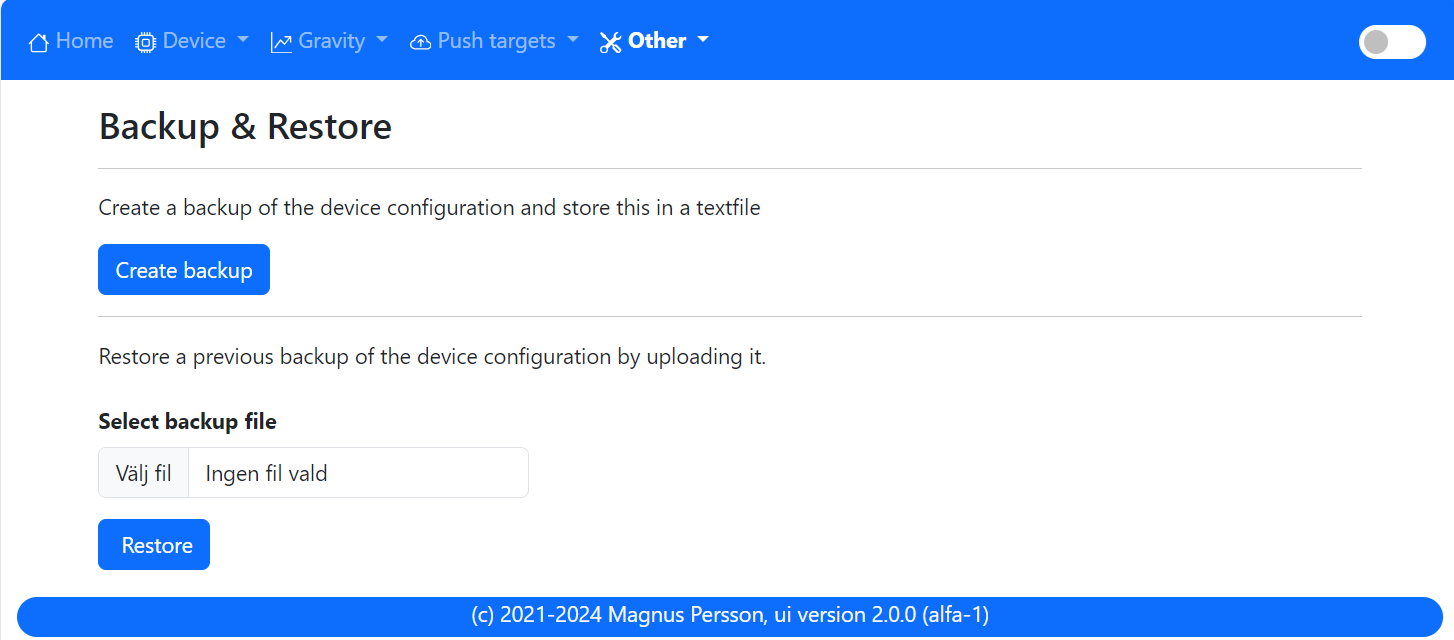 Home Device Gravity Push targets Other
Backup & Restore
Create a backup of the device configuration and store this in a textfile
Create backup
Restore a previous backup of the device configuration by uploading it.
Select backup file
Välj fil Ingen fil vald
Restore
(c) 2021-2024 Magnus Persson, ui version 2.0.0 (alfa-1)